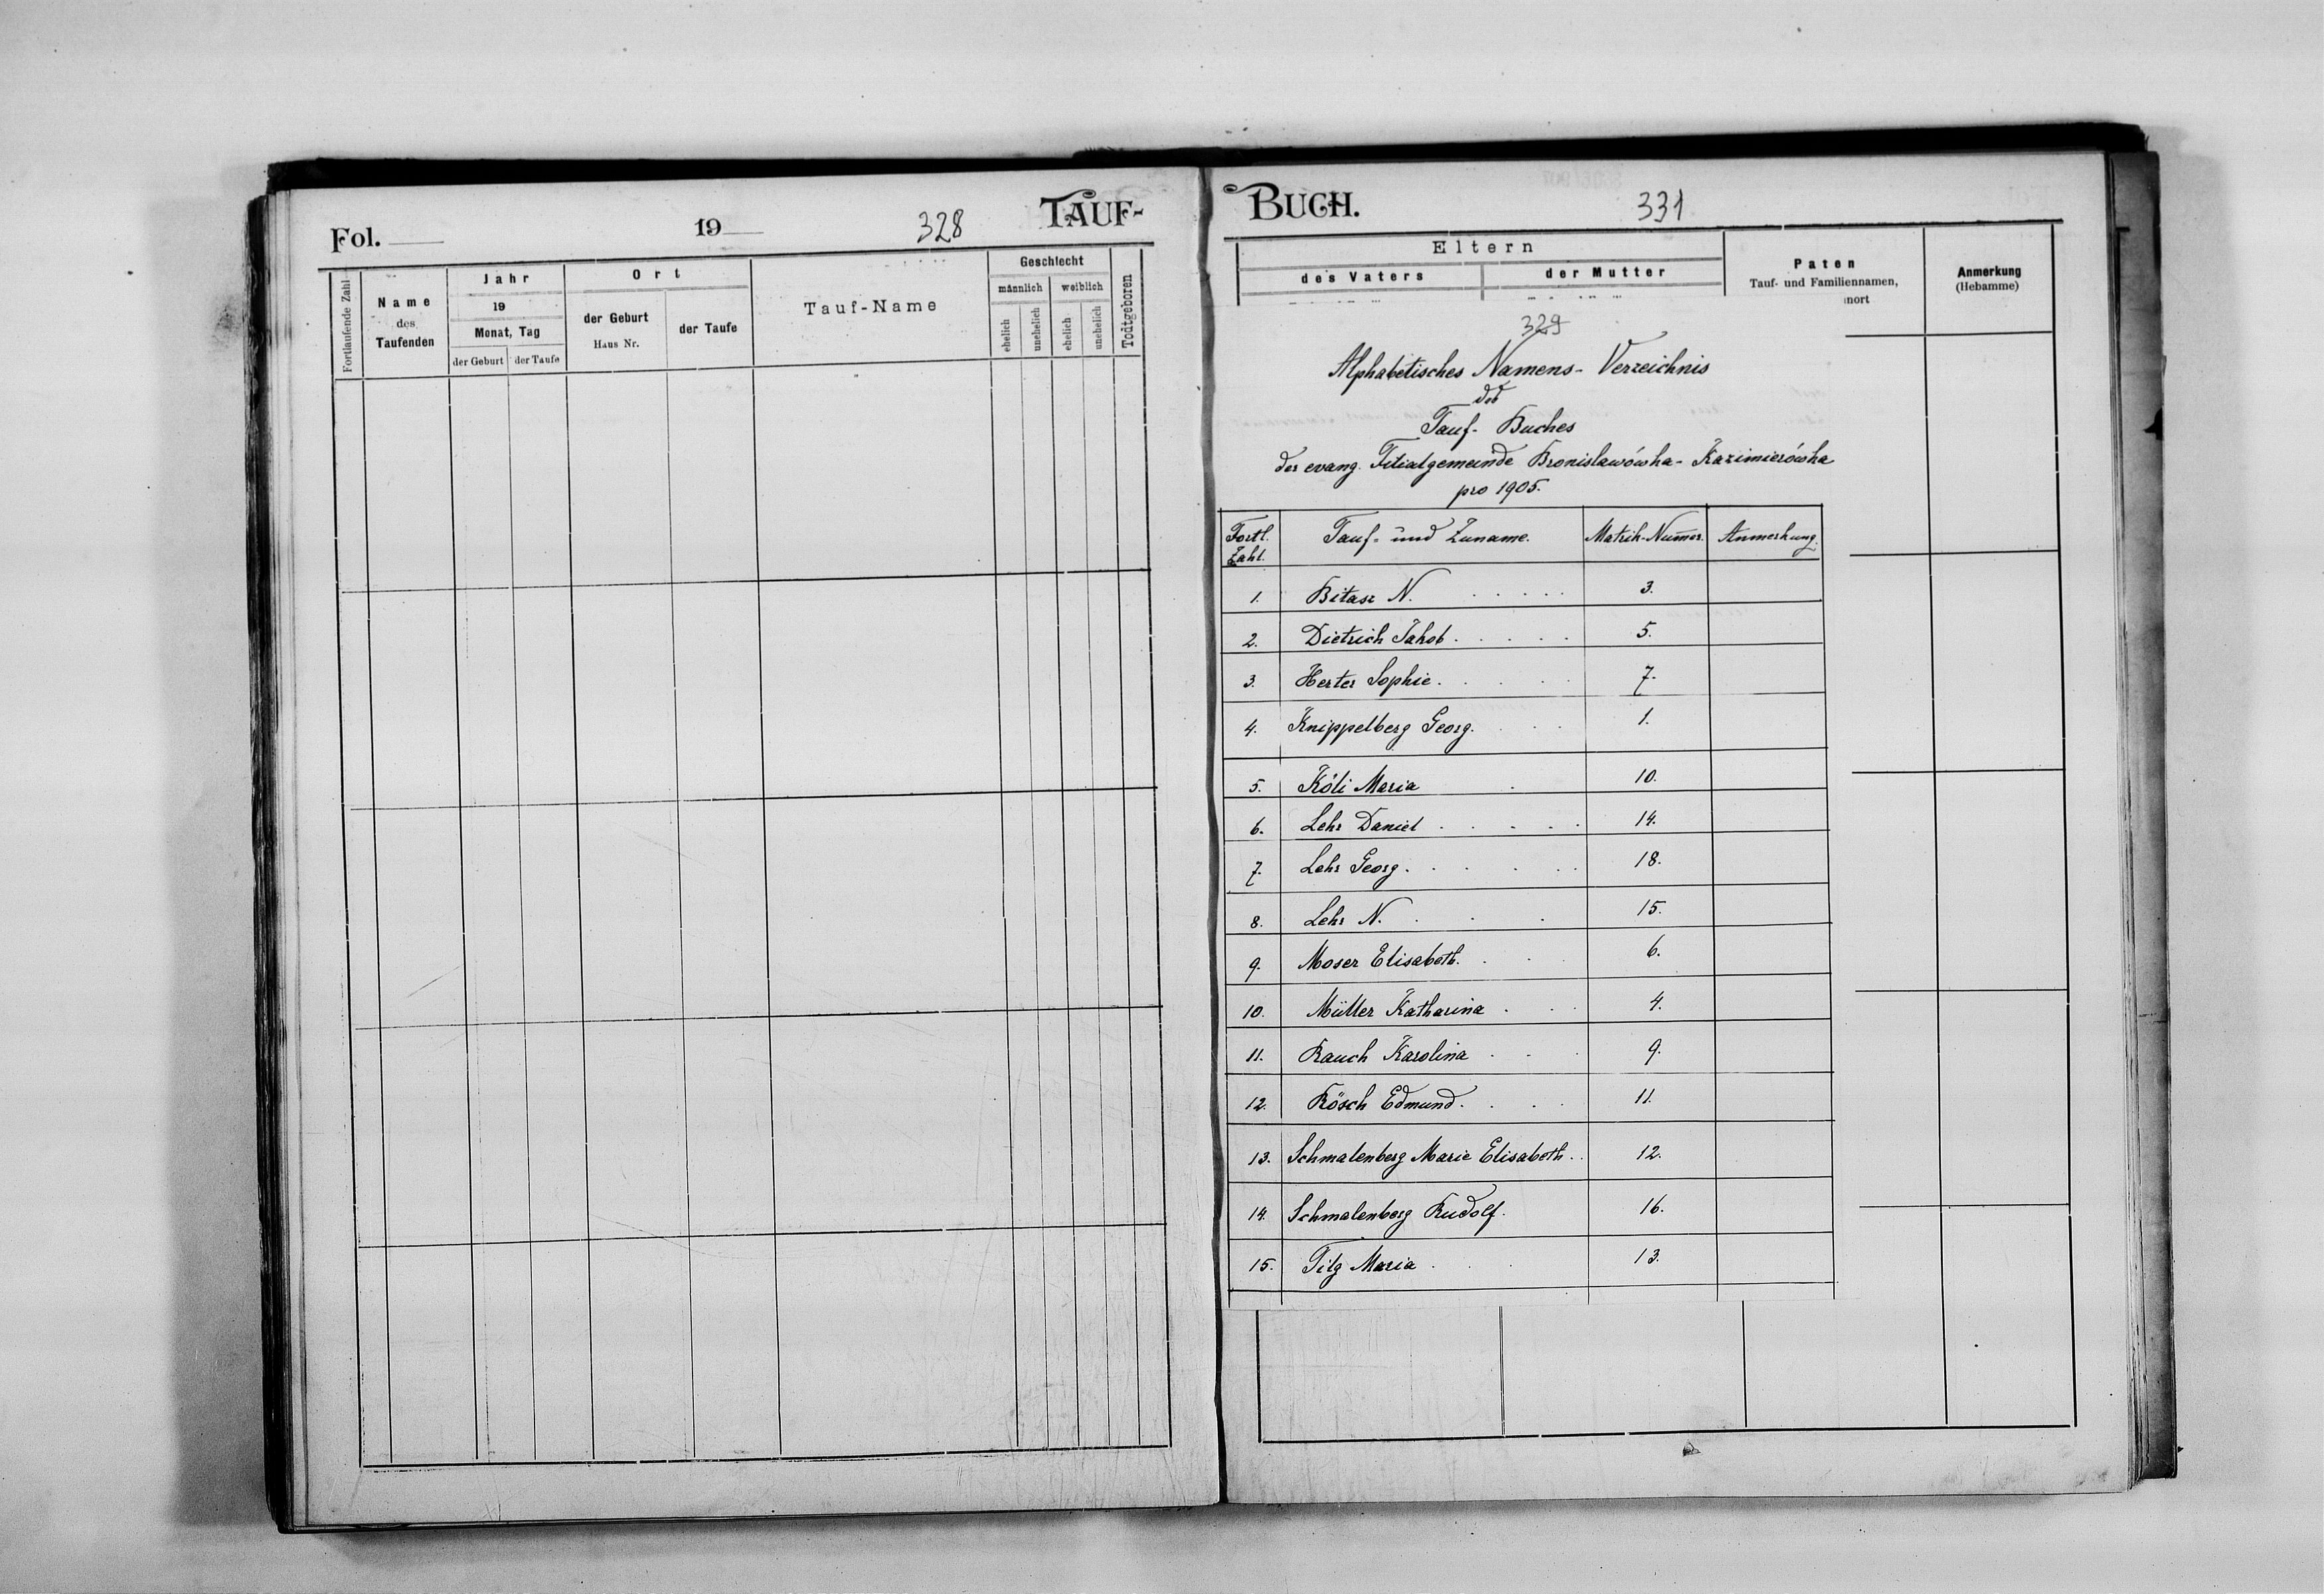 Fol. 19 328 TAUF-
Fortlaufende Zahl
Name
des
Taufenden
Jahr
19
Monat, Tag
der Geburt der Taufe
Ort
der Geburt
Haus Nr.
der Taufe
Tauf-Name
Geschlecht
männlich weiblich
ehelich unehelich ehelich unehelich
Todtgeboren
BUCH. 331
Eltern
des Vaters der Mutter
Paten
Tauf- und Familiennamen,
nort
Anmerkung
(Hebamme)
329
Alphabetisches Namens-Verzeichnis
des
Tauf-Buches
der evang. Filialgemeinde Bronislawówka-Kazimierówka
pro 1905.
Fortl. Zahl. Tauf- und Zuname. Matrik-Num̄er. Anmerkung.
1. Bitasz N. . . . . . 3.
2. Dietrich Jakob . . . . . 5.
3. Herter Sophie . . . . . 7.
4. Knippelberg Georg. . . . 1.
5. Köli Maria . 10.
6. Lehr Daniel . . . . . 14.
7. Lehr Georg . . . . . . 18.
8. Lehr N. . . . 15.
9. Moser Elisabeth. . . . 6.
10. Müller Katharina . . . 4.
11. Rauch Karolina . . . 9.
12. Rösch Edmund . . . . 11.
13. Schmalenberg Marie Elisabeth . . 12.
14. Schmalenberg Rudolf. 16.
15. Tilg Maria . . 13.